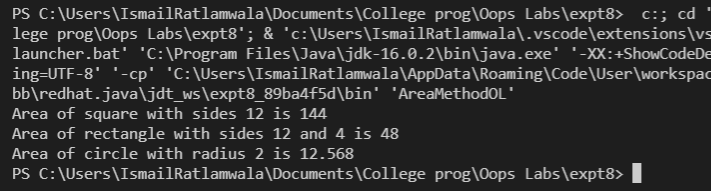 PS C:\Users\IsmailRatlamwala\Documents\College prog\Oops Labs\expt8>  c:; cd '
lege prog\Oops Labs\expt8'; & 'c:\Users\IsmailRatlamwala\.vscode\extensions\vs
launcher.bat' 'C:\Program Files\Java\jdk-16.0.2\bin\java.exe' '-XX:+ShowCodeDe
ing=UTF-8' '-cp' 'C:\Users\IsmailRatlamwala\AppData\Roaming\Code\User\workspac
bb\redhat.java\jdt_ws\expt8_89ba4f5d\bin' 'AreaMethodOL'
Area of square with sides 12 is 144
Area of rectangle with sides 12 and 4 is 48
Area of circle with radius 2 is 12.568
PS C:\Users\IsmailRatlamwala\Documents\College prog\Oops Labs\expt8>